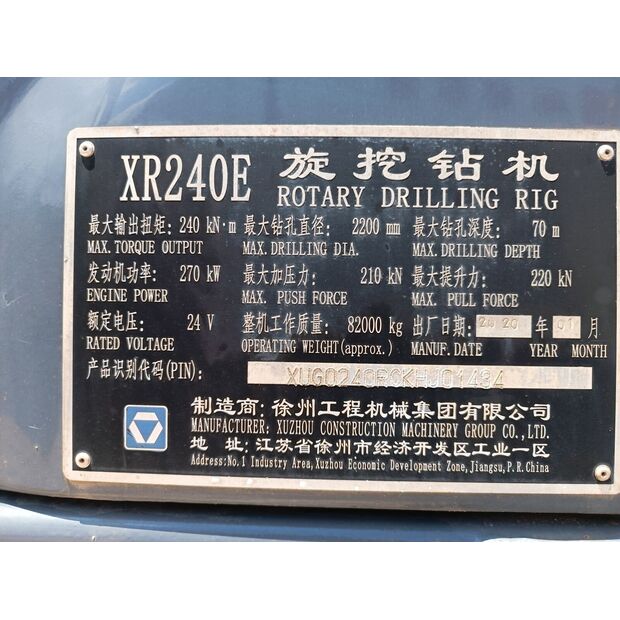 XR240E 旋挖钻机
ROTARY DRILLING RIG
最大输出扭矩: 240 kN·m 最大钻孔直径: 2200 mm 最大钻孔深度: 70 m
MAX. TORQUE OUTPUT MAX. DRILLING DIA. MAX. DRILLING DEPTH
发动机功率: 270 kW 最大加压力: 210 kN 最大提升力: 220 kN
ENGINE POWER MAX. PUSH FORCE MAX. PULL FORCE
额定电压: 24 V 整机工作质量: 82000 kg 出厂日期: 2020 年 01 月
RATED VOLTAGE OPERATING WEIGHT(approx.) MANUF. DATE YEAR MONTH
产品识别代码(PIN):
制造商: 徐州工程机械集团有限公司
MANUFACTURER: XUZHOU CONSTRUCTION MACHINERY GROUP CO., LTD.
地 址: 江苏省徐州市经济开发区工业一区
Address:No.1 Industry Area,Xuzhou Economic Development Zone,Jiangsu,P.R.China